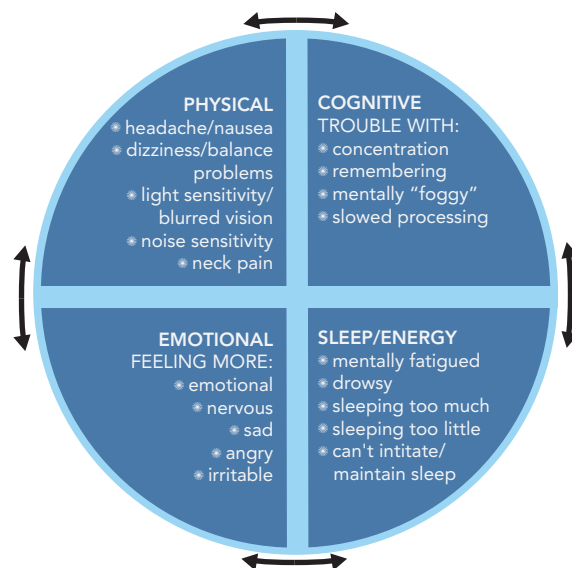 PHYSICAL
headache/nausea
dizziness/balance
problems
light sensitivity/
blurred vision
noise sensitivity
neck pain
COGNITIVE
TROUBLE WITH:
concentration
remembering
mentally “foggy”
slowed processing
EMOTIONAL
FEELING MORE:
emotional
nervous
sad
angry
irritable
SLEEP/ENERGY
mentally fatigued
drowsy
sleeping too much
sleeping too little
can't intitate/
maintain sleep